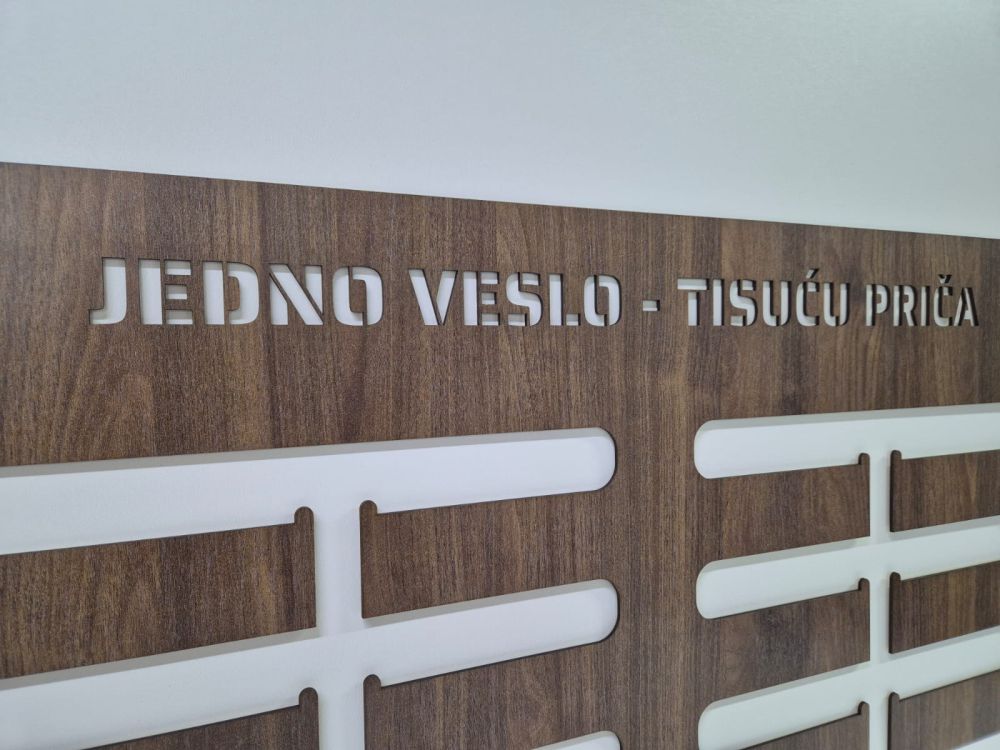 JEDNO VESLO - TISUĆU PRIČA